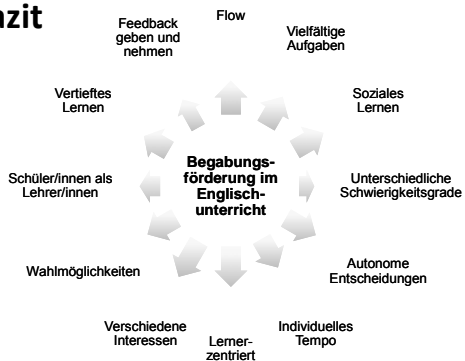 zit
Flow
Feedback
geben und
nehmen
Vielfältige
Aufgaben
Vertieftes
Lernen
Soziales
Lernen
Begabungs-
förderung im
Englisch-
unterricht
Schüler/innen als
Lehrer/innen
Unterschiedliche
Schwierigkeitsgrade
Wahlmöglichkeiten
Autonome
Entscheidungen
Verschiedene
Interessen
Lerner-
zentriert
Individuelles
Tempo